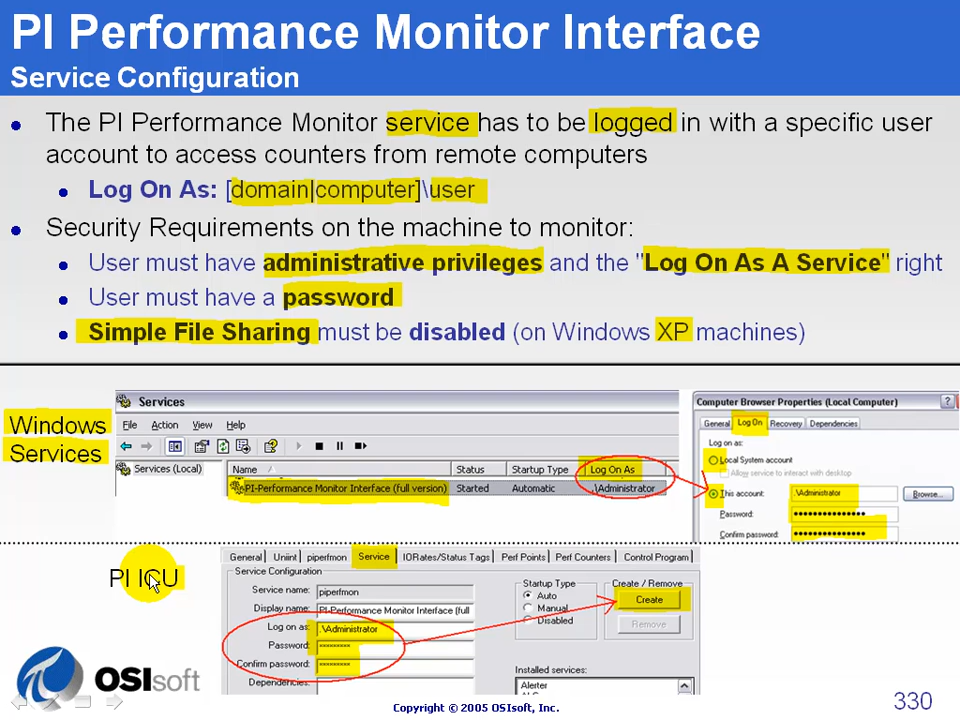 PI Performance Monitor Interface
Service Configuration
The PI Performance Monitor service has to be logged in with a specific user
account to access counters from remote computers
Log On As: [domain|computer]\user
Security Requirements on the machine to monitor:
User must have administrative privileges and the "Log On As A Service" right
User must have a password
Simple File Sharing must be disabled (on Windows XP machines)
Windows
Services
Services
File Action View Help
Services (Local)
Name Status Startup Type Log On As
PI-Performance Monitor Interface (full version) Started Automatic .\Administrator
Computer Browser Properties (Local Computer)
General Log On Recovery Dependencies
Log on as:
Local System account
Allow service to interact with desktop
This account: .\Administrator Browse...
Password: •••••••••••••••
Confirm password: •••••••••••••••
PI ICU
General UniInt piperfmon Service IORates/Status Tags Perf Points Perf Counters Control Program
Service Configuration
Service name: piperfmon
Display name: PI-Performance Monitor Interface (full
Log on as: .\Administrator
Password: ×××××××××
Confirm password: ×××××××××
Dependencies:
Startup Type
Auto
Manual
Disabled
Create / Remove
Create
Remove
Installed services:
Alerter
OSIsoft
Copyright © 2005 OSIsoft, Inc.
330